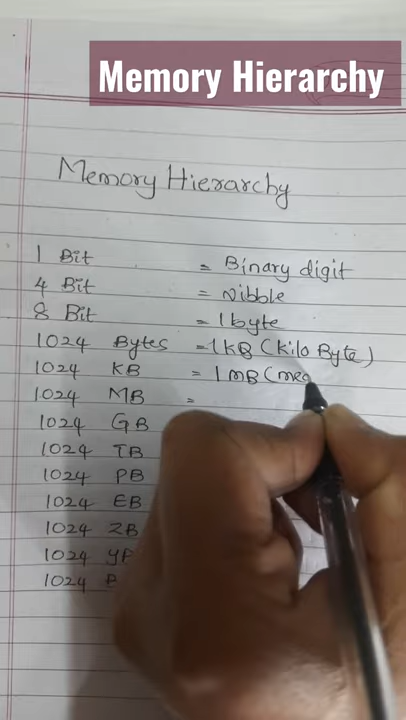 Memory Hierarchy
Memory Hierarchy
1 Bit = Binary digit
4 Bit = Nibble
8 Bit = 1 byte
1024 Bytes = 1 KB (Kilo Byte)
1024 KB = 1 MB (meg
1024 MB =
1024 GB
1024 TB
1024 PB
1024 EB
1024 ZB
1024
1024